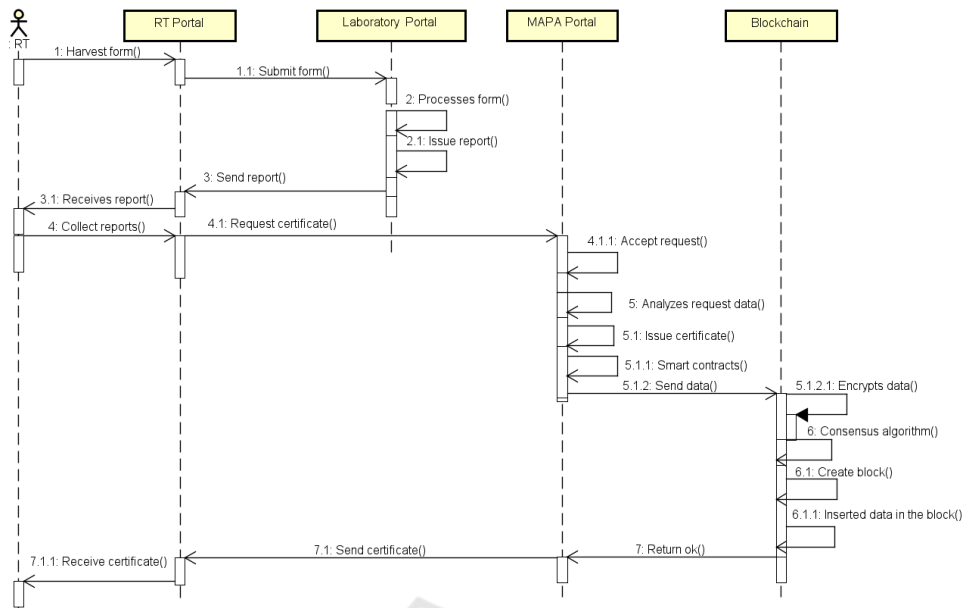 RT Portal
Laboratory Portal
MAPA Portal
Blockchain
: RT
1: Harvest form()
1.1: Submit form()
2: Processes form()
2.1: Issue report()
3: Send report()
3.1: Receives report()
4: Collect reports()
4.1: Request certificate()
4.1.1: Accept request()
5: Analyzes request data()
5.1: Issue certificate()
5.1.1: Smart contracts()
5.1.2: Send data()
5.1.2.1: Encrypts data()
6: Consensus algorithm()
6.1: Create block()
6.1.1: Inserted data in the block()
7: Return ok()
7.1: Send certificate()
7.1.1: Receive certificate()